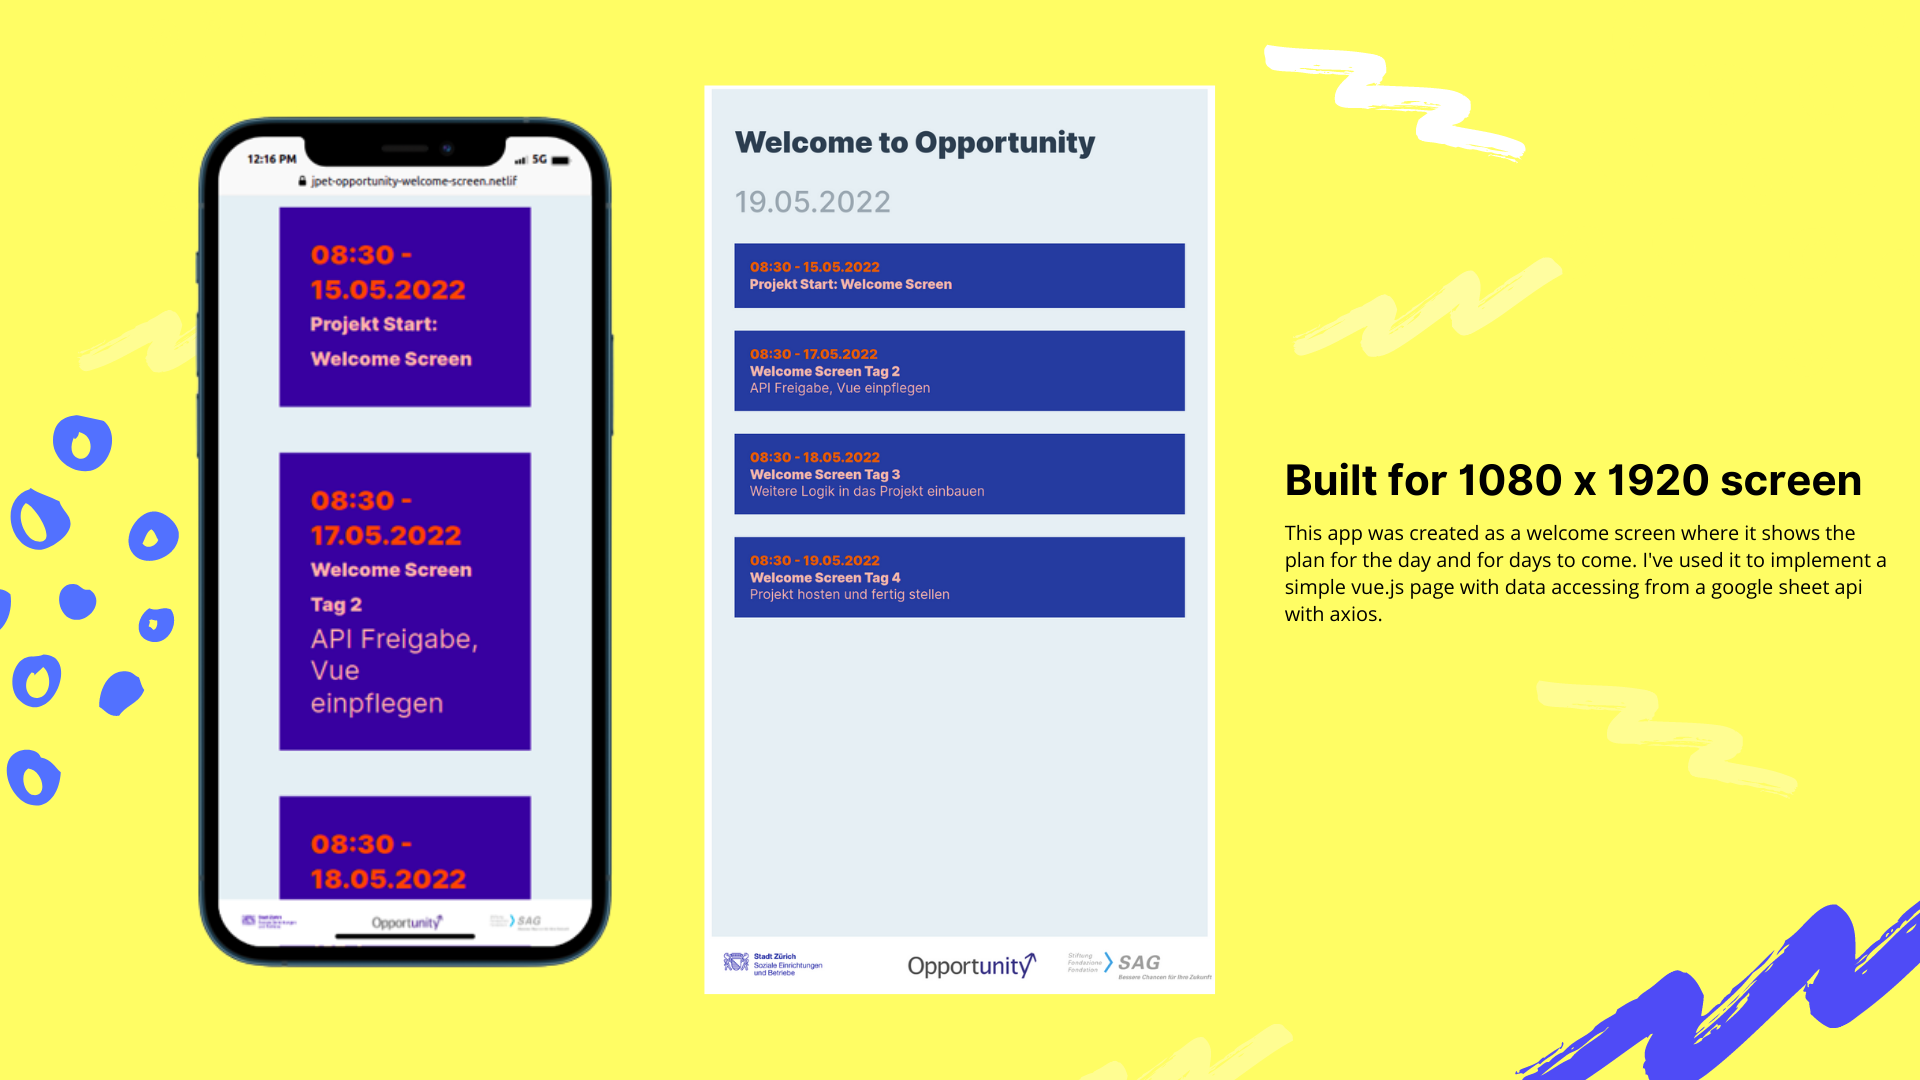 12:16 PM
5G
jpet-opportunity-welcome-screen.netlif
08:30 -
15.05.2022
Projekt Start:
Welcome Screen
08:30 -
17.05.2022
Welcome Screen
Tag 2
API Freigabe,
Vue
einpflegen
08:30 -
18.05.2022
Opportunity
SAG
Welcome to Opportunity
19.05.2022
08:30 - 15.05.2022
Projekt Start: Welcome Screen
08:30 - 17.05.2022
Welcome Screen Tag 2
API Freigabe, Vue einpflegen
08:30 - 18.05.2022
Welcome Screen Tag 3
Weitere Logik in das Projekt einbauen
08:30 - 19.05.2022
Welcome Screen Tag 4
Projekt hosten und fertig stellen
Stadt Zürich
Soziale Einrichtungen
und Betriebe
Opportunity
Stiftung
Fondazione
Fondation
SAG
Bessere Chancen für Ihre Zukunft
Built for 1080 x 1920 screen
This app was created as a welcome screen where it shows the
plan for the day and for days to come. I've used it to implement a
simple vue.js page with data accessing from a google sheet api
with axios.